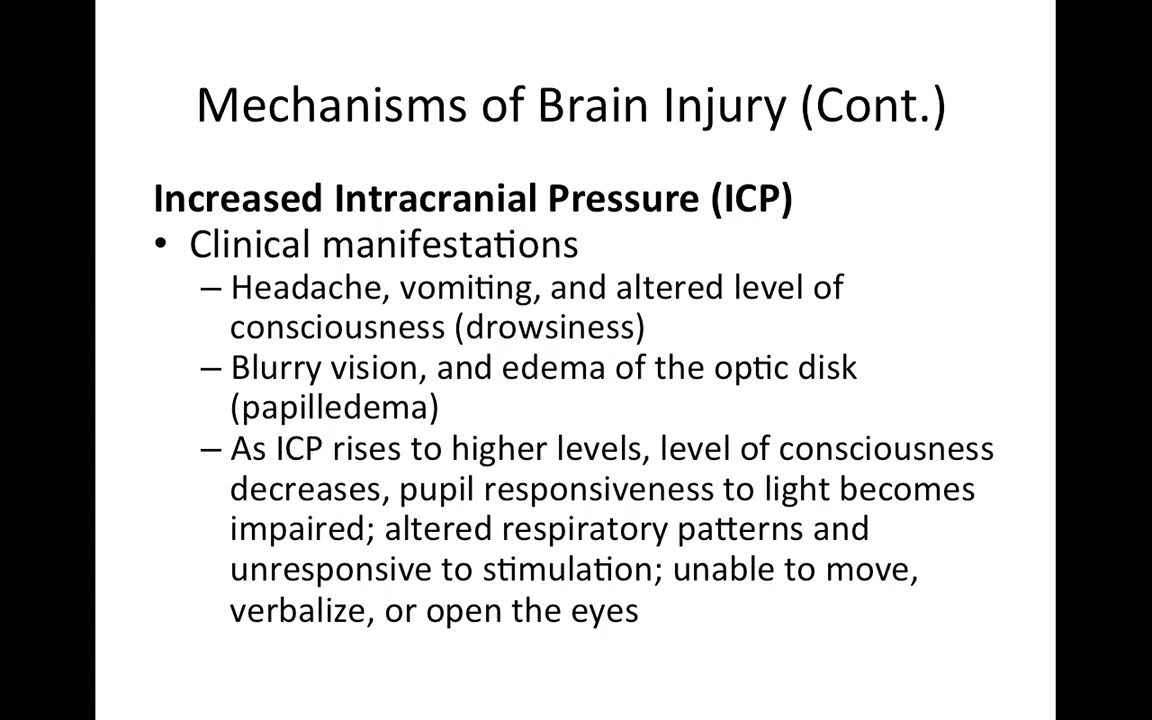 Mechanisms of Brain Injury (Cont.)
Increased Intracranial Pressure (ICP)
• Clinical manifestations
– Headache, vomiting, and altered level of
consciousness (drowsiness)
– Blurry vision, and edema of the optic disk
(papilledema)
– As ICP rises to higher levels, level of consciousness
decreases, pupil responsiveness to light becomes
impaired; altered respiratory patterns and
unresponsive to stimulation; unable to move,
verbalize, or open the eyes